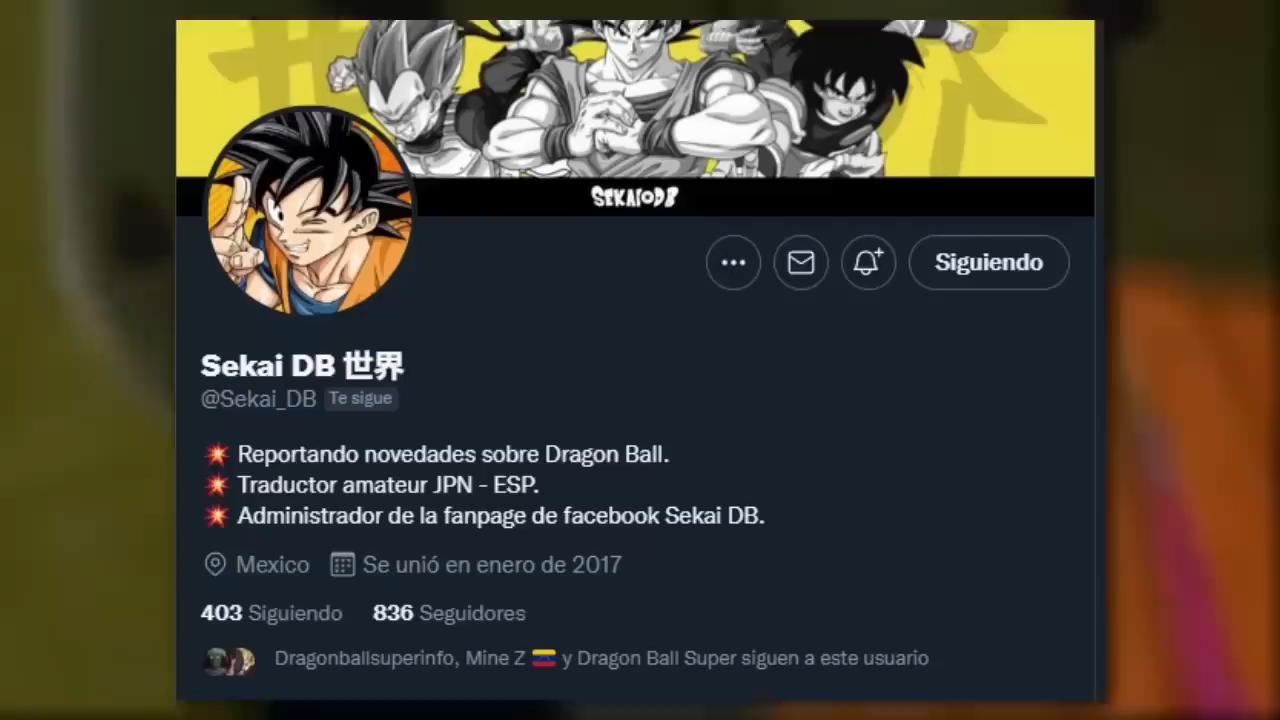 世界
SEKAIDB
Siguiendo
Sekai DB 世界
@Sekai_DB Te sigue
Reportando novedades sobre Dragon Ball.
Traductor amateur JPN - ESP.
Administrador de la fanpage de facebook Sekai DB.
Mexico Se unió en enero de 2017
403 Siguiendo 836 Seguidores
Dragonballsuperinfo, Mine Z 🇻🇪 y Dragon Ball Super siguen a este usuario